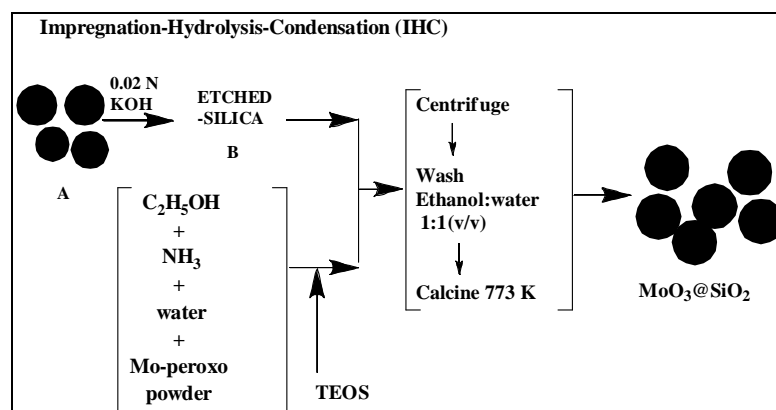 Impregnation-Hydrolysis-Condensation (IHC)
0.02 N
KOH
ETCHED
-SILICA
B
A
C₂H₅OH
+
NH₃
+
water
+
Mo-peroxo
powder
TEOS
Centrifuge
Wash
Ethanol:water
1:1(v/v)
Calcine 773 K
MoO₃@SiO₂